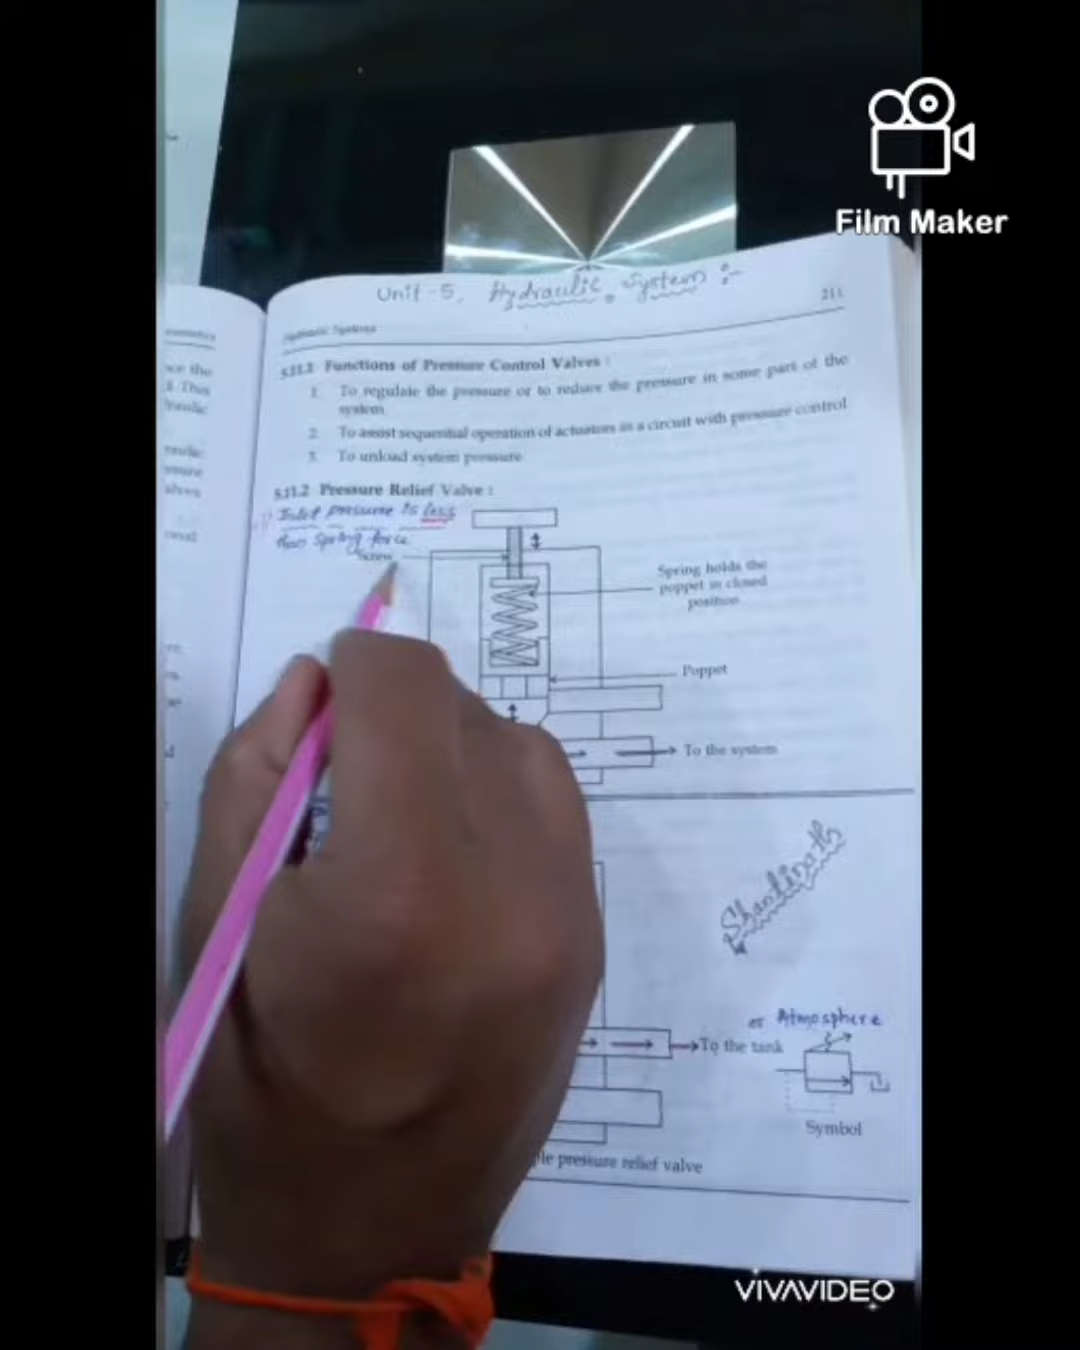 Film Maker
Unit-5. Hydraulic System :-
211
Hydraulic Systems
5.11.1 Functions of Pressure Control Valves :
1. To regulate the pressure or to reduce the pressure in some part of the
system
2. To assist sequential operation of actuators in a circuit with pressure control
3. To unload system pressure
5.11.2 Pressure Relief Valve :
Inlet pressure is less
than spring force
Screw
Spring holds the
poppet in closed
position
Poppet
To the system
Shantinath
or Atmosphere
To the tank
Symbol
ple pressure relief valve
VIVAVIDEO